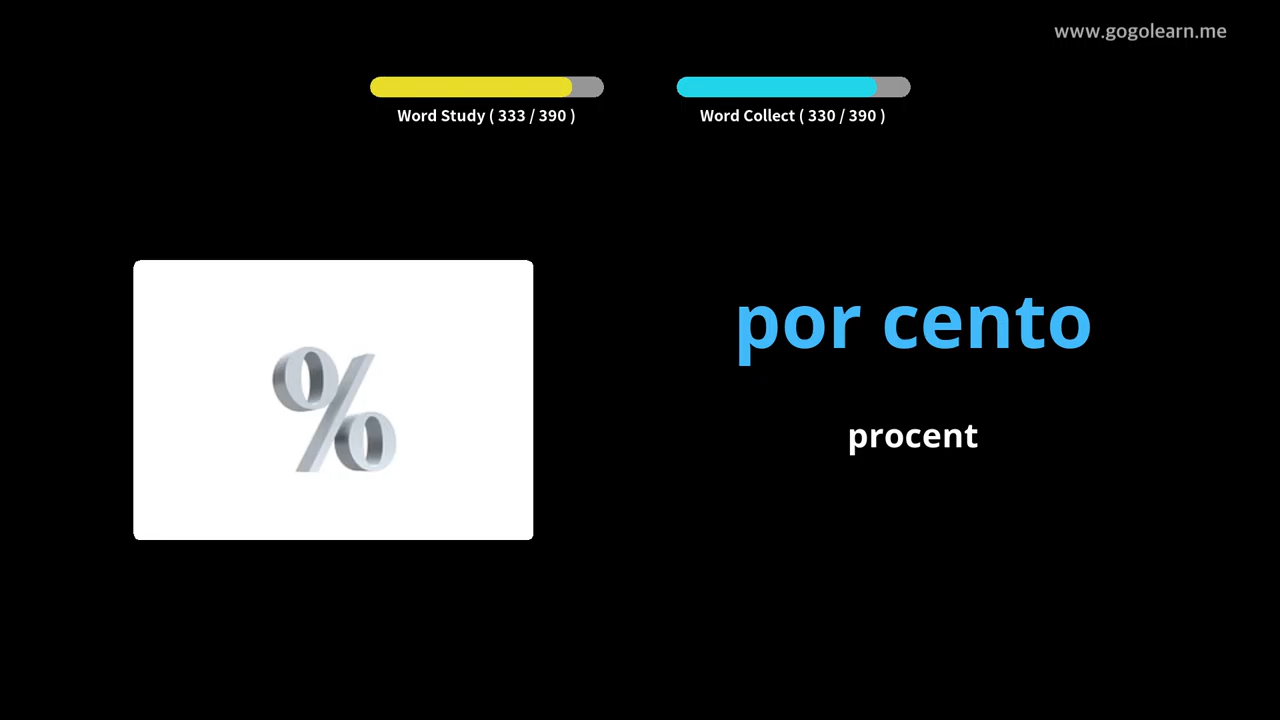 www.gogolearn.me
Word Study ( 333 / 390 )
Word Collect ( 330 / 390 )
%
por cento
procent